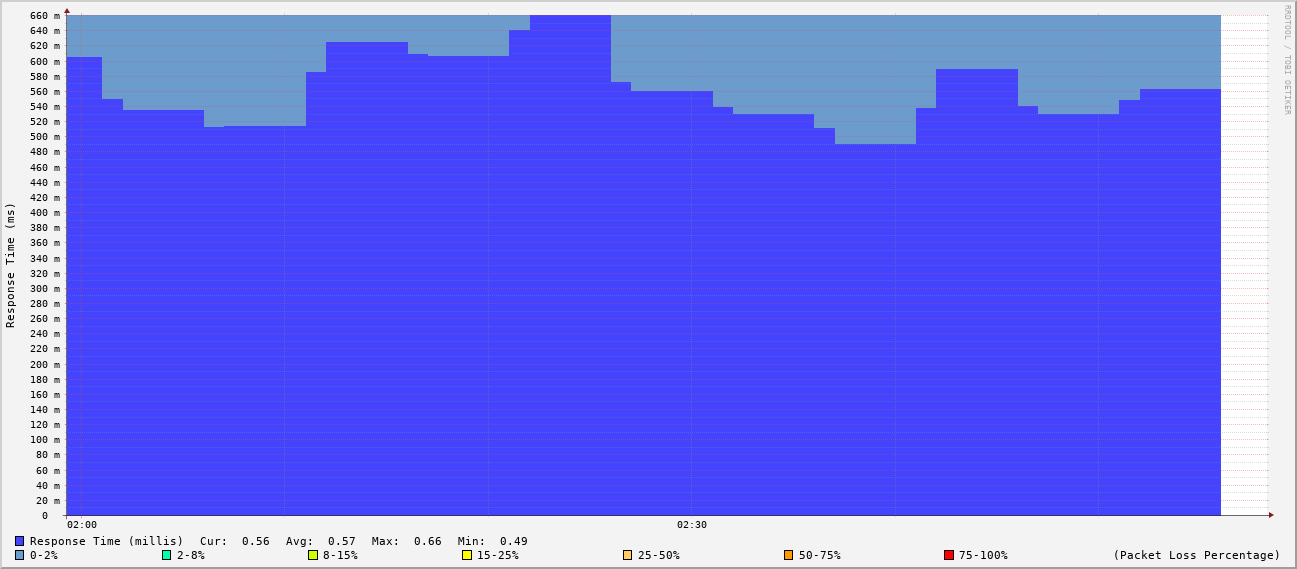 660 m
640 m
620 m
600 m
580 m
560 m
540 m
520 m
500 m
480 m
460 m
440 m
420 m
400 m
380 m
360 m
340 m
320 m
300 m
280 m
260 m
240 m
220 m
200 m
180 m
160 m
140 m
120 m
100 m
80 m
60 m
40 m
20 m
0
Response Time (ms)
RRDTOOL / TOBI OETIKER
02:00 02:30
Response Time (millis) Cur: 0.56 Avg: 0.57 Max: 0.66 Min: 0.49
0-2% 2-8% 8-15% 15-25% 25-50% 50-75% 75-100% (Packet Loss Percentage)